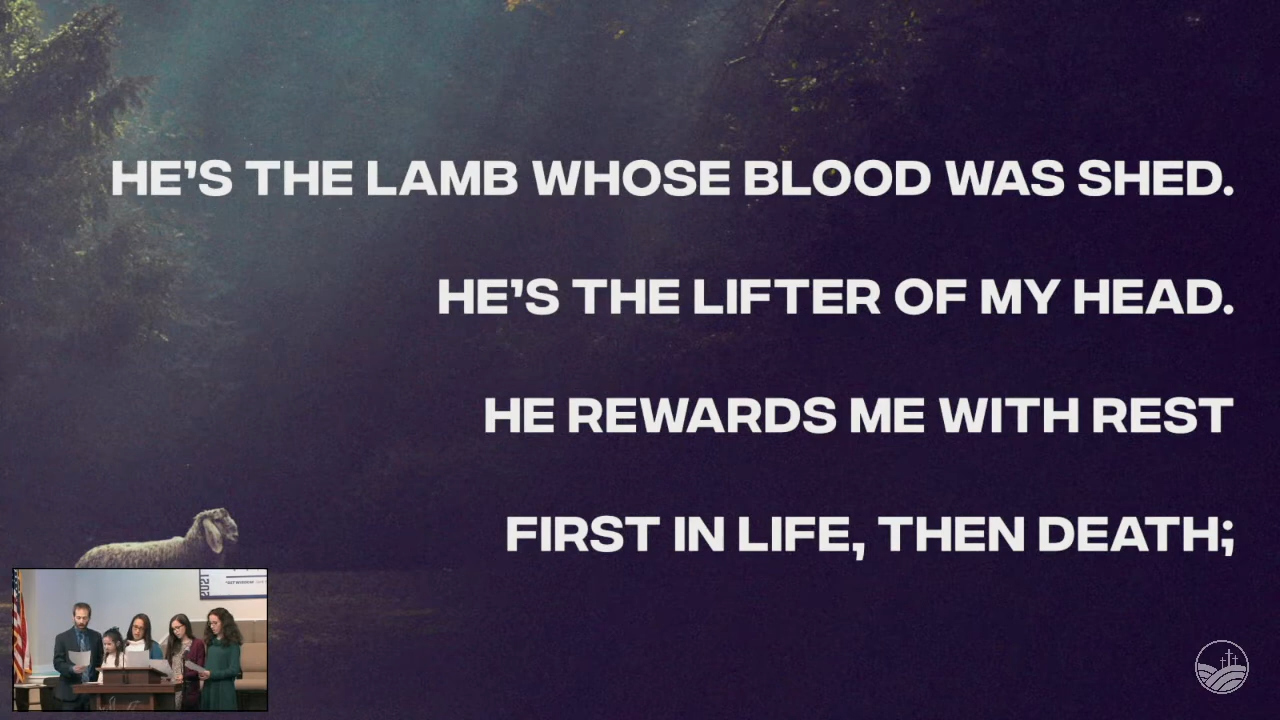 HE'S THE LAMB WHOSE BLOOD WAS SHED.
HE'S THE LIFTER OF MY HEAD.
HE REWARDS ME WITH REST
FIRST IN LIFE, THEN DEATH;
2021